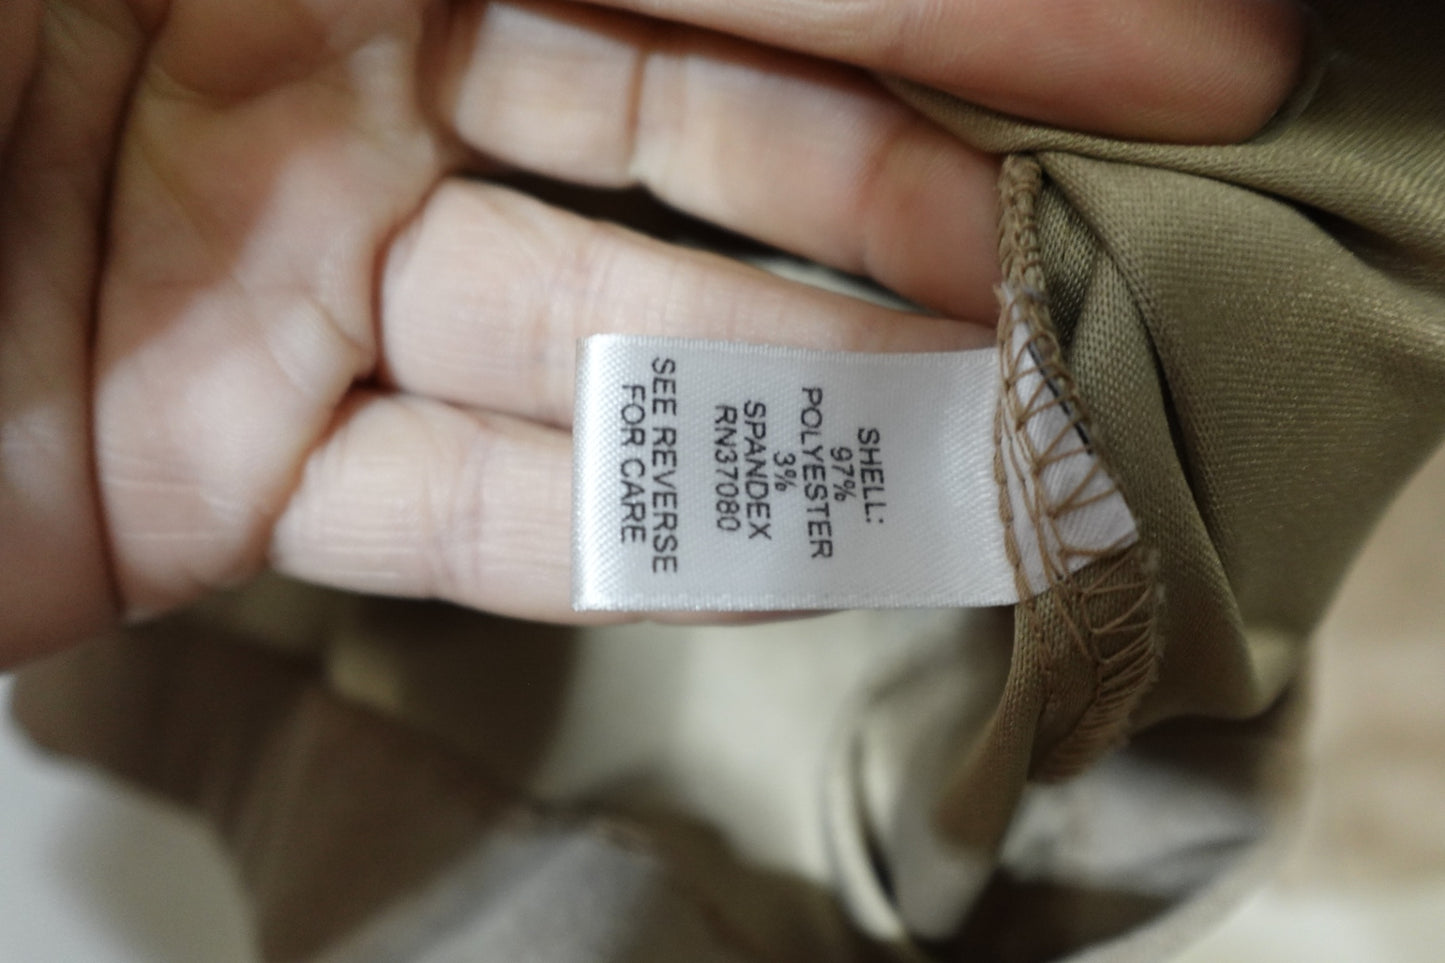 SHELL:
97%
POLYESTER
3%
SPANDEX
RN37080
SEE REVERSE
FOR CARE